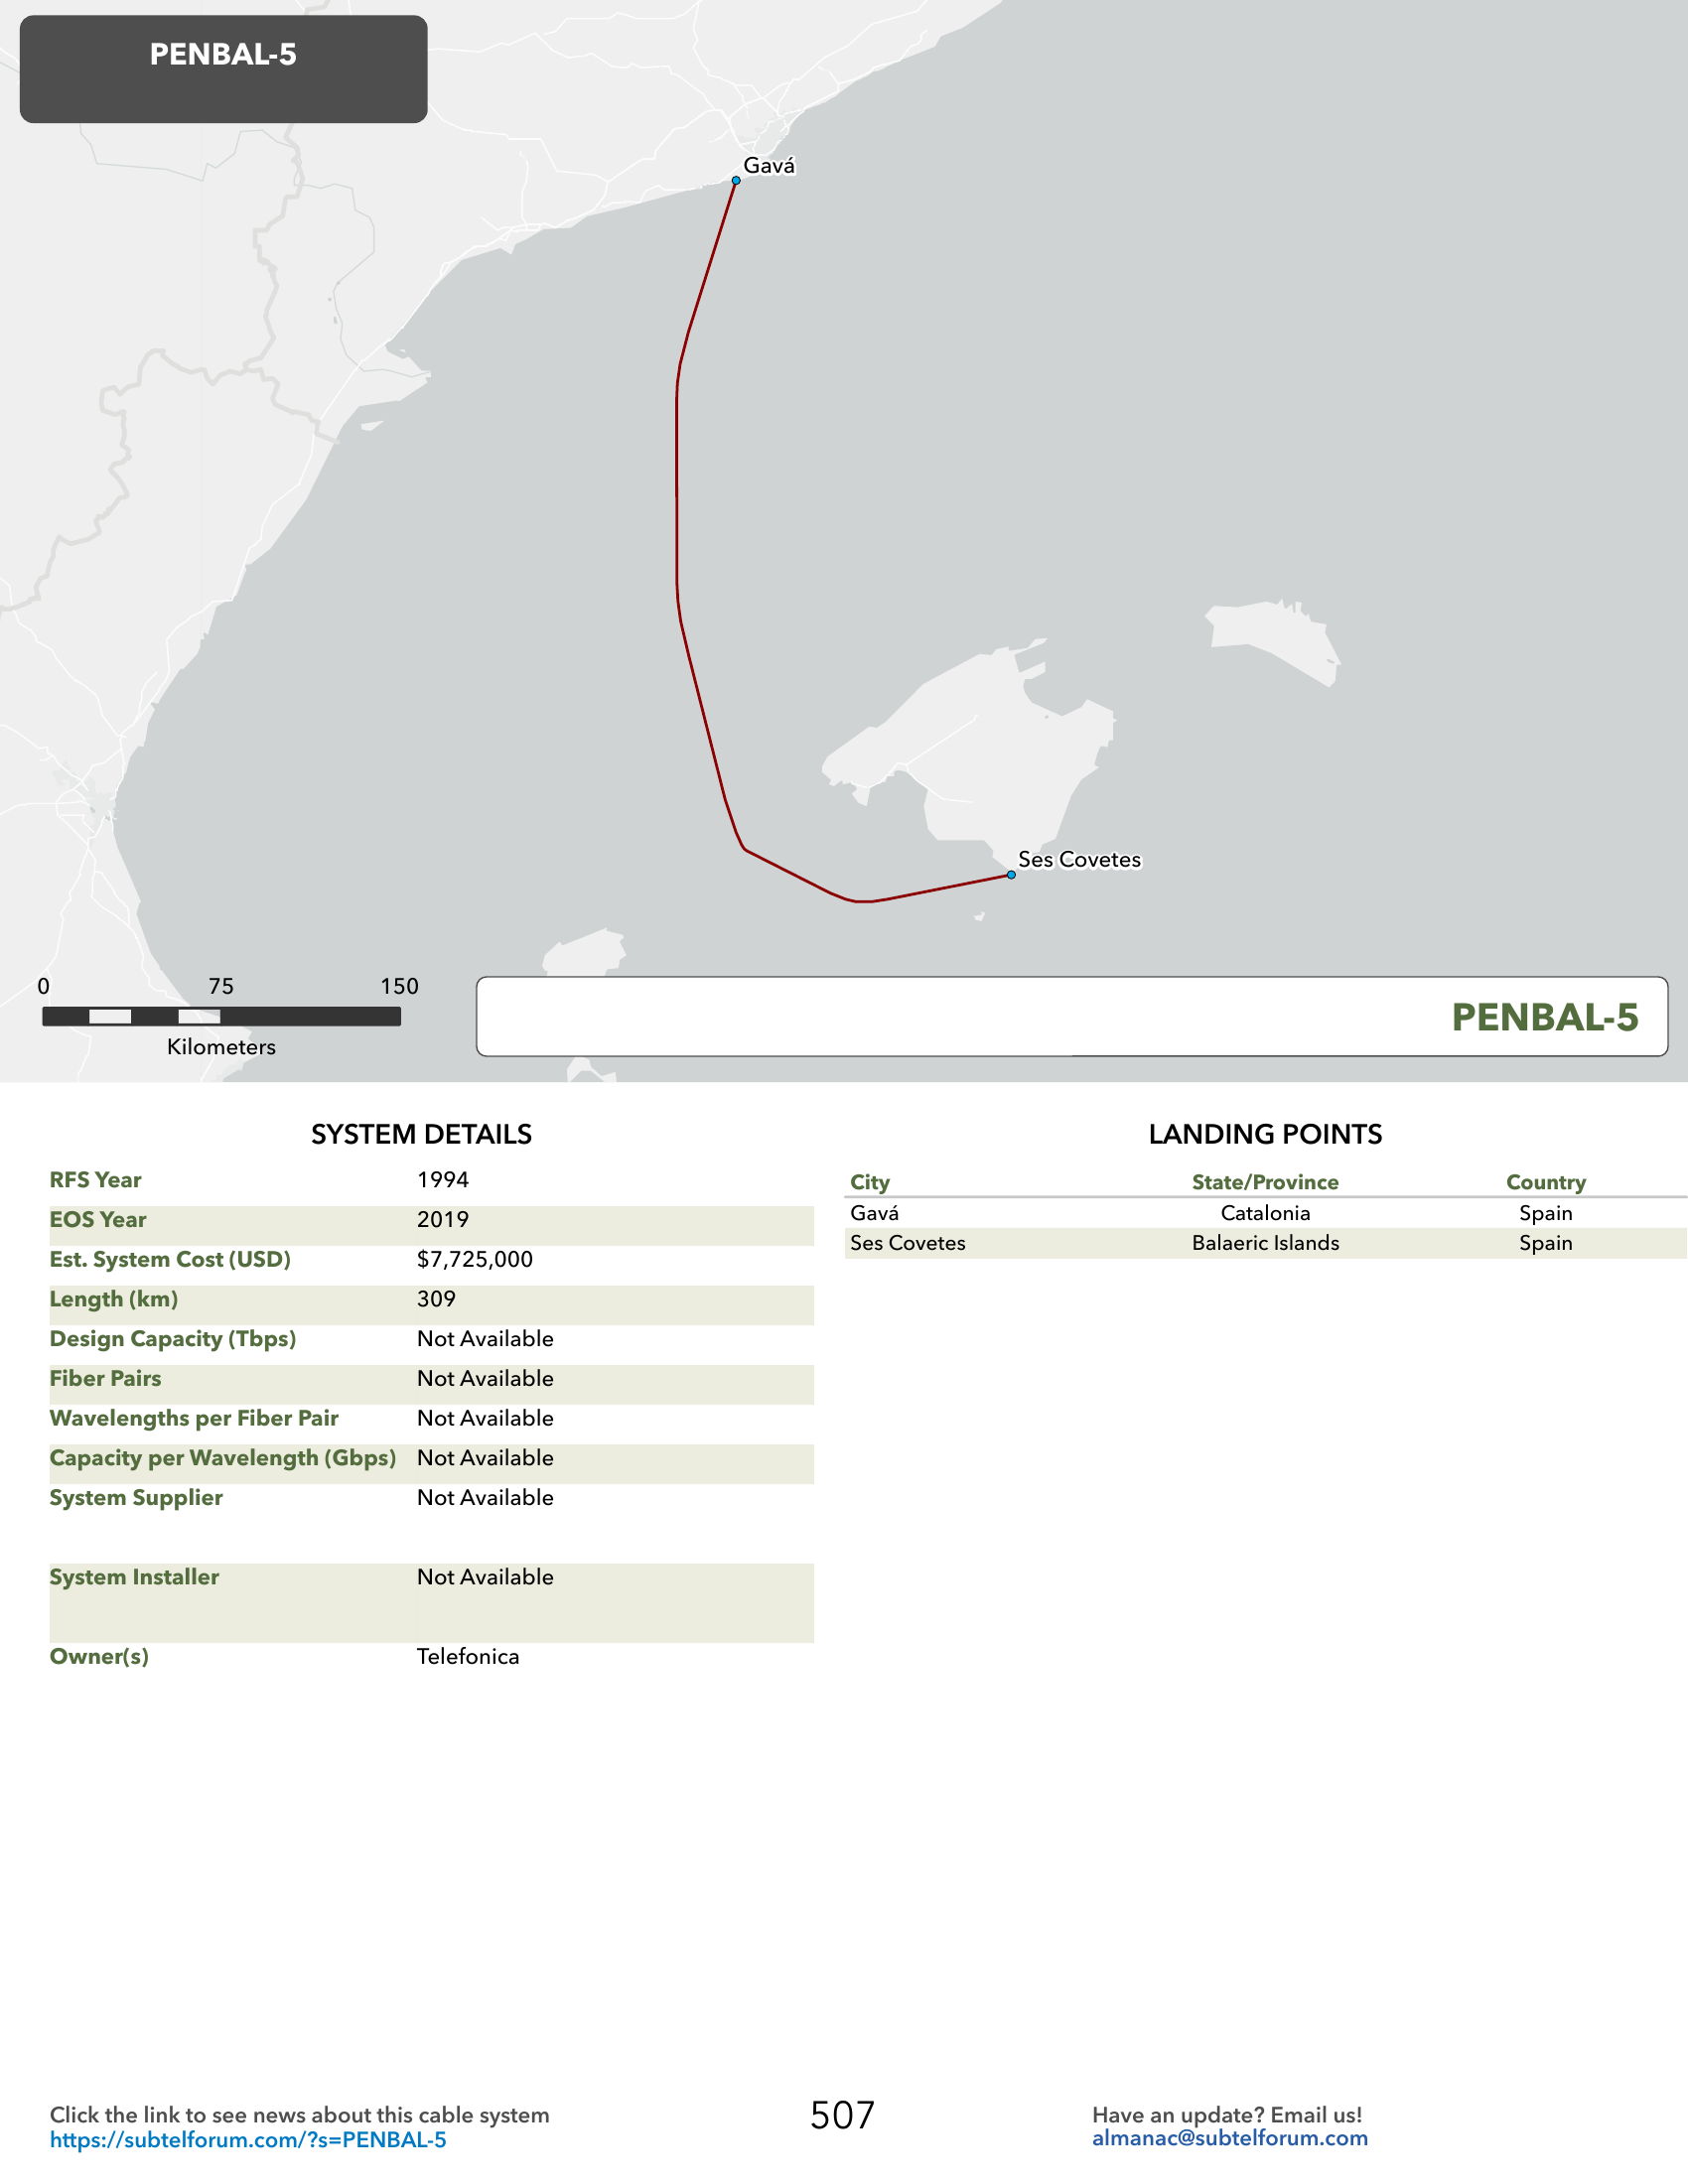 PENBAL-5
Gavá
Ses Covetes
0 75 150
Kilometers
PENBAL-5
SYSTEM DETAILS
RFS Year 1994
EOS Year 2019
Est. System Cost (USD) $7,725,000
Length (km) 309
Design Capacity (Tbps) Not Available
Fiber Pairs Not Available
Wavelengths per Fiber Pair Not Available
Capacity per Wavelength (Gbps) Not Available
System Supplier Not Available
System Installer Not Available
Owner(s) Telefonica
LANDING POINTS
City State/Province Country
Gavá Catalonia Spain
Ses Covetes Balaeric Islands Spain
Click the link to see news about this cable system
https://subtelforum.com/?s=PENBAL-5
507
Have an update? Email us!
almanac@subtelforum.com